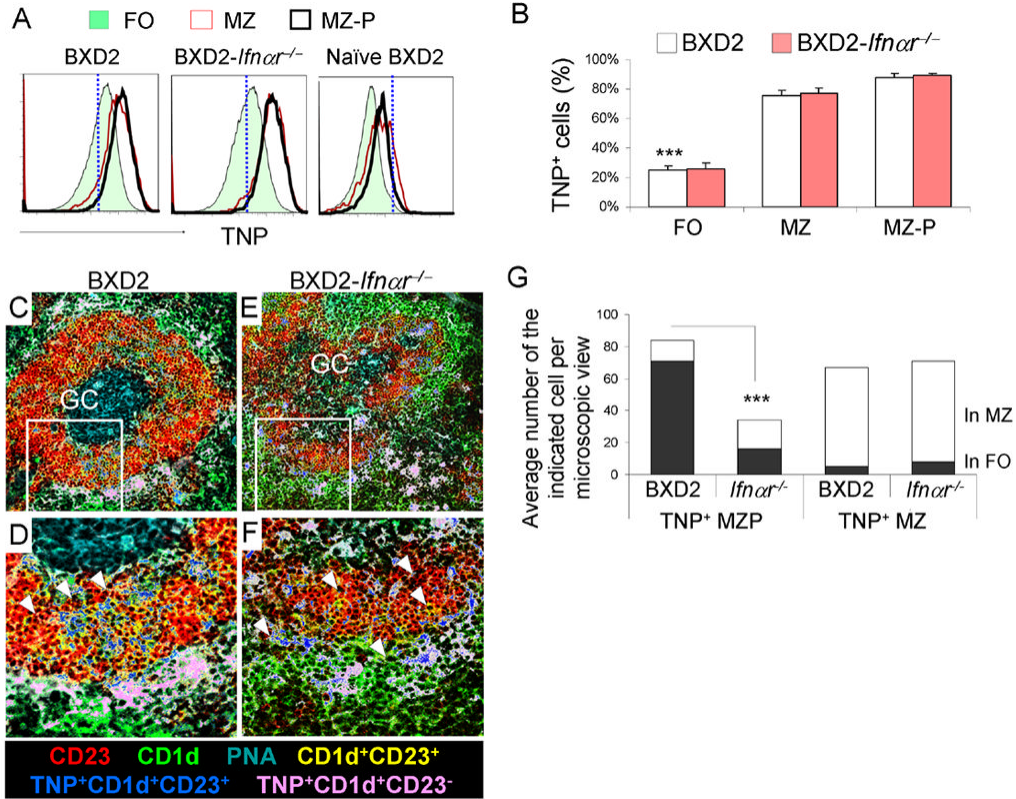 A
FO MZ MZ-P
BXD2 BXD2-Ifnαr–/– Naïve BXD2
TNP
B
BXD2 BXD2-Ifnαr–/–
TNP+ cells (%)
100%
80%
60%
40%
20%
0%
***
FO MZ MZ-P
BXD2 BXD2-Ifnαr–/–
C
GC
E
GC
D
F
CD23 CD1d PNA CD1d+CD23+
TNP+CD1d+CD23+ TNP+CD1d+CD23-
G
Average number of the
indicated cell per
microscopic view
100
80
60
40
20
0
***
In MZ
In FO
BXD2 Ifnαr-/- BXD2 Ifnαr-/-
TNP+ MZP TNP+ MZ